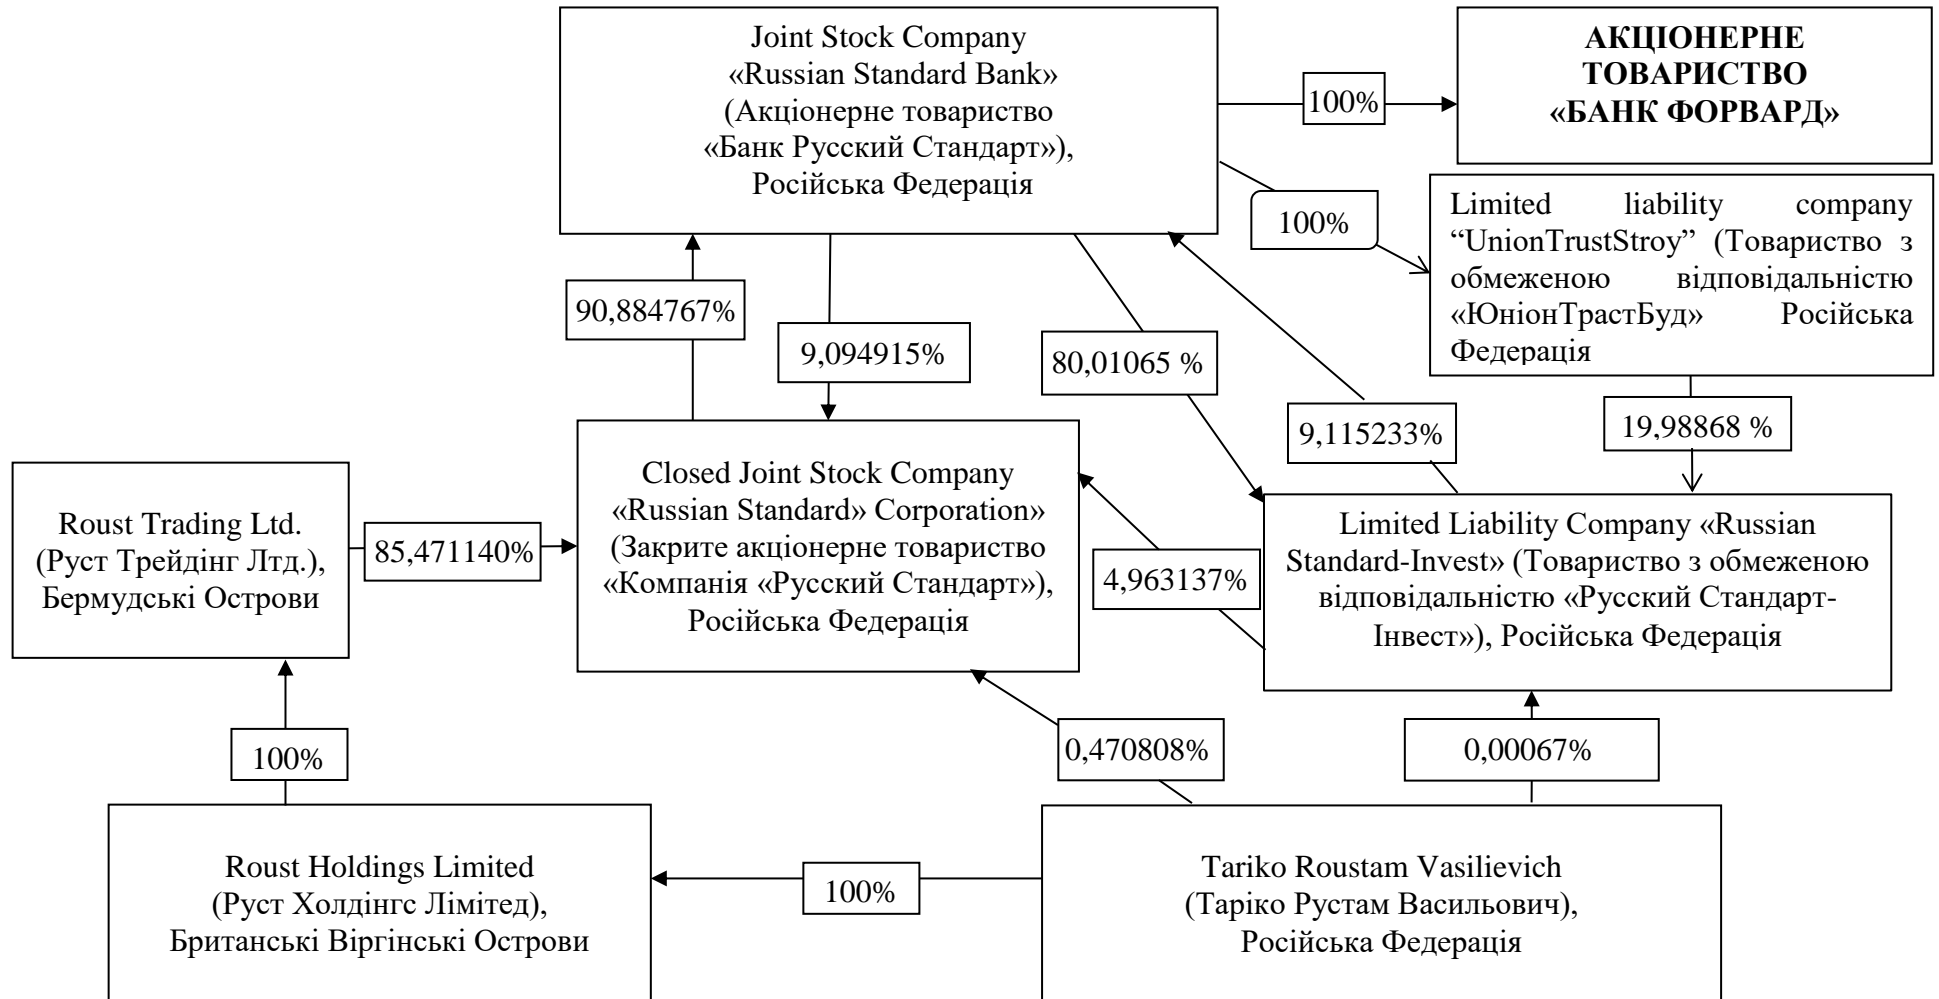 Joint Stock Company
«Russian Standard Bank»
(Акціонерне товариство
«Банк Русский Стандарт»),
Російська Федерація
АКЦІОНЕРНЕ
ТОВАРИСТВО
«БАНК ФОРВАРД»
100%
Limited liability company
“UnionTrustStroy” (Товариство з
обмеженою відповідальністю
«ЮніонТрастБуд» Російська
Федерація
100%
90,884767%
9,094915%
80,01065 %
9,115233%
19,98868 %
Roust Trading Ltd.
(Руст Трейдінг Лтд.),
Бермудські Острови
85,471140%
Closed Joint Stock Company
«Russian Standard» Corporation»
(Закрите акціонерне товариство
«Компанія «Русский Стандарт»),
Російська Федерація
4,963137%
Limited Liability Company «Russian
Standard-Invest» (Товариство з обмеженою
відповідальністю «Русский Стандарт-
Інвест»), Російська Федерація
100%
0,470808%
0,00067%
Roust Holdings Limited
(Руст Холдінгс Лімітед),
Британські Віргінські Острови
100%
Tariko Roustam Vasilievich
(Таріко Рустам Васильович),
Російська Федерація